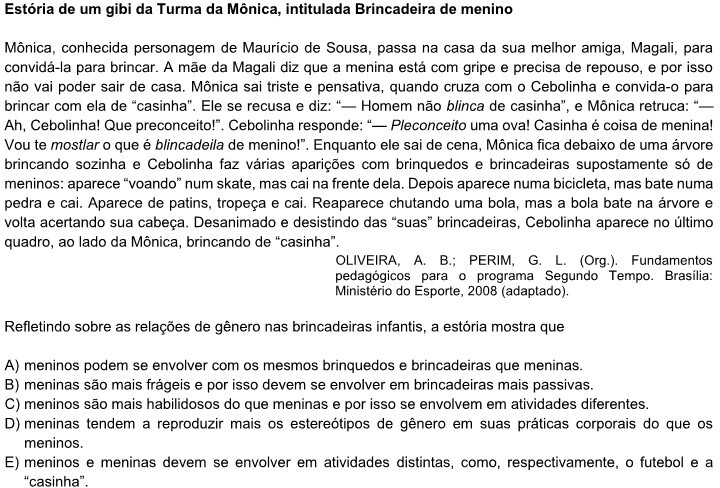 Estória de um gibi da Turma da Mônica, intitulada Brincadeira de menino
Mônica, conhecida personagem de Maurício de Sousa, passa na casa da sua melhor amiga, Magali, para
convidá-la para brincar. A mãe da Magali diz que a menina está com gripe e precisa de repouso, e por isso
não vai poder sair de casa. Mônica sai triste e pensativa, quando cruza com o Cebolinha e convida-o para
brincar com ela de “casinha”. Ele se recusa e diz: “— Homem não blinca de casinha”, e Mônica retruca: “—
Ah, Cebolinha! Que preconceito!”. Cebolinha responde: “— Pleconceito uma ova! Casinha é coisa de menina!
Vou te mostlar o que é blincadeila de menino!”. Enquanto ele sai de cena, Mônica fica debaixo de uma árvore
brincando sozinha e Cebolinha faz várias aparições com brinquedos e brincadeiras supostamente só de
meninos: aparece “voando” num skate, mas cai na frente dela. Depois aparece numa bicicleta, mas bate numa
pedra e cai. Aparece de patins, tropeça e cai. Reaparece chutando uma bola, mas a bola bate na árvore e
volta acertando sua cabeça. Desanimado e desistindo das “suas” brincadeiras, Cebolinha aparece no último
quadro, ao lado da Mônica, brincando de “casinha”.
OLIVEIRA, A. B.; PERIM, G. L. (Org.). Fundamentos
pedagógicos para o programa Segundo Tempo. Brasília:
Ministério do Esporte, 2008 (adaptado).
Refletindo sobre as relações de gênero nas brincadeiras infantis, a estória mostra que
A) meninos podem se envolver com os mesmos brinquedos e brincadeiras que meninas.
B) meninas são mais frágeis e por isso devem se envolver em brincadeiras mais passivas.
C) meninos são mais habilidosos do que meninas e por isso se envolvem em atividades diferentes.
D) meninas tendem a reproduzir mais os estereótipos de gênero em suas práticas corporais do que os
meninos.
E) meninos e meninas devem se envolver em atividades distintas, como, respectivamente, o futebol e a
“casinha”.